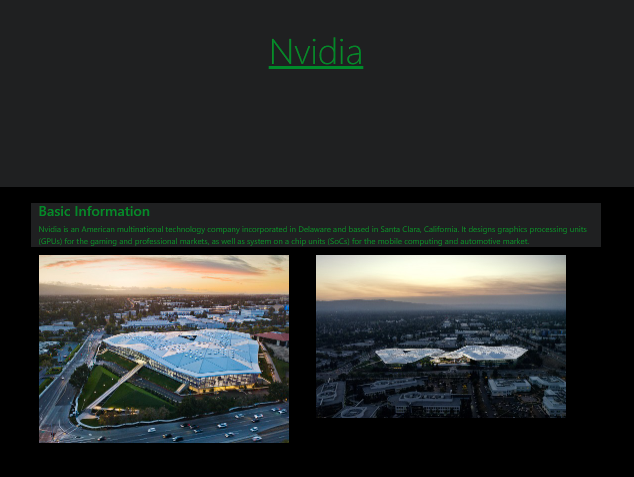 Nvidia
Basic Information
Nvidia is an American multinational technology company incorporated in Delaware and based in Santa Clara, California. It designs graphics processing units
(GPUs) for the gaming and professional markets, as well as system on a chip units (SoCs) for the mobile computing and automotive market.